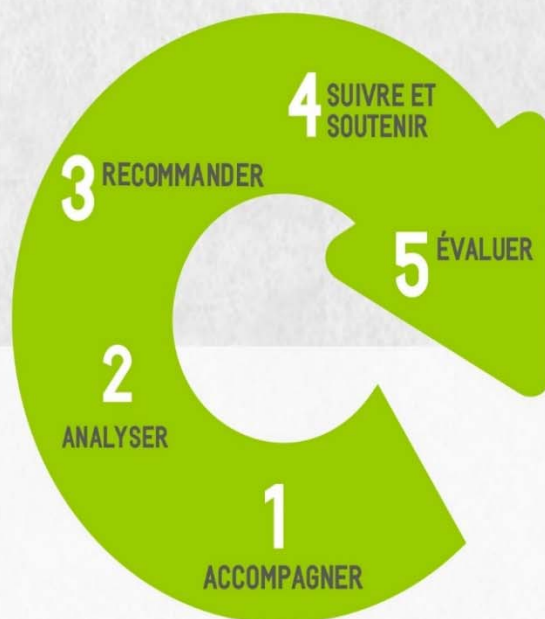 4 SUIVRE ET
SOUTENIR
3 RECOMMANDER
5 ÉVALUER
2
ANALYSER
1
ACCOMPAGNER